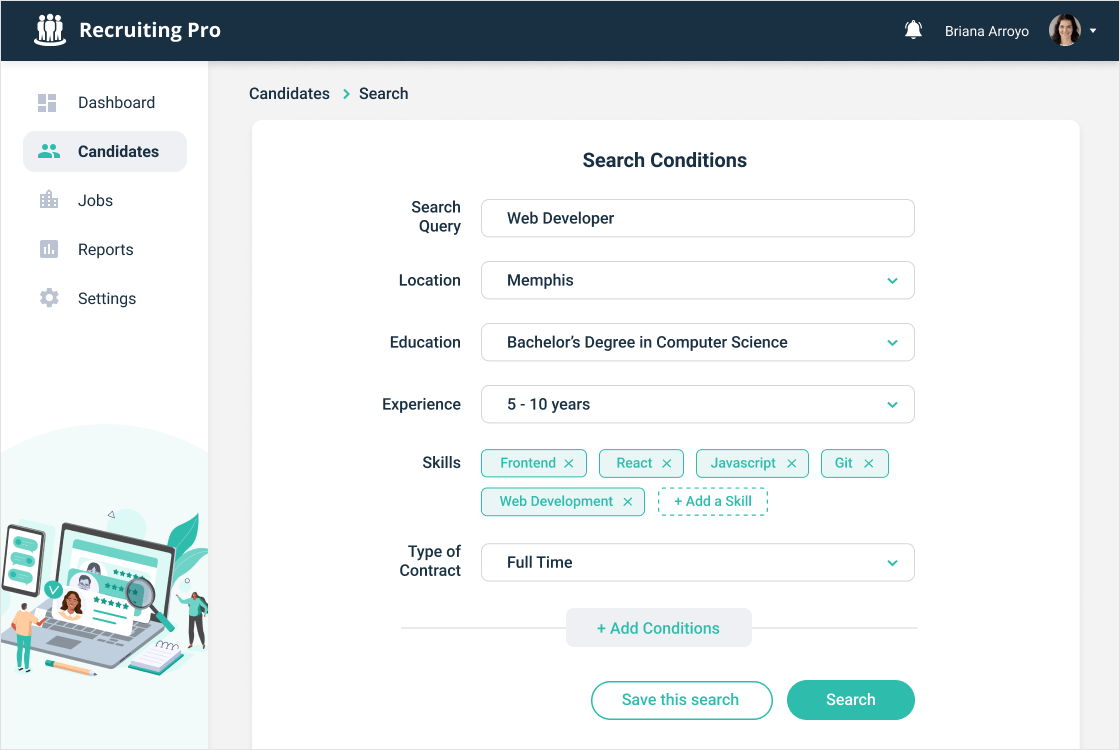 Recruiting Pro
Briana Arroyo
Dashboard
Candidates
Jobs
Reports
Settings
Candidates > Search
Search Conditions
Search
Query
Web Developer
Location
Memphis
Education
Bachelor’s Degree in Computer Science
Experience
5 - 10 years
Skills
Frontend × React × Javascript × Git ×
Web Development × + Add a Skill
Type of
Contract
Full Time
+ Add Conditions
Save this search
Search